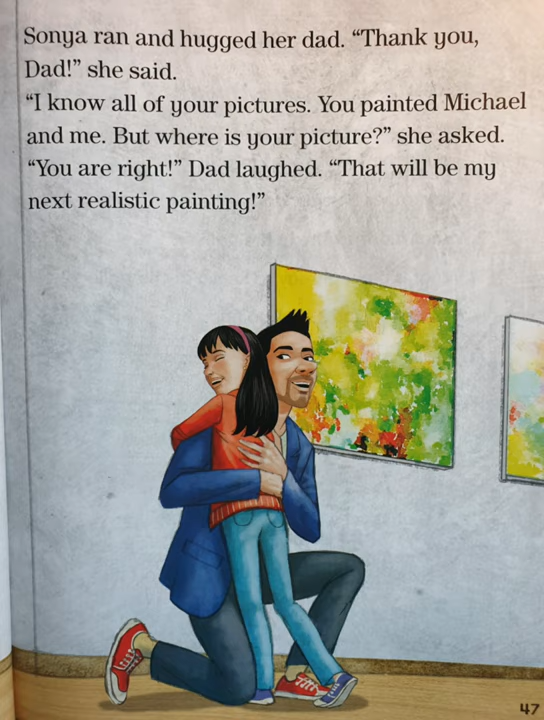 Sonya ran and hugged her dad. “Thank you,
Dad!” she said.
“I know all of your pictures. You painted Michael
and me. But where is your picture?” she asked.
“You are right!” Dad laughed. “That will be my
next realistic painting!”
47